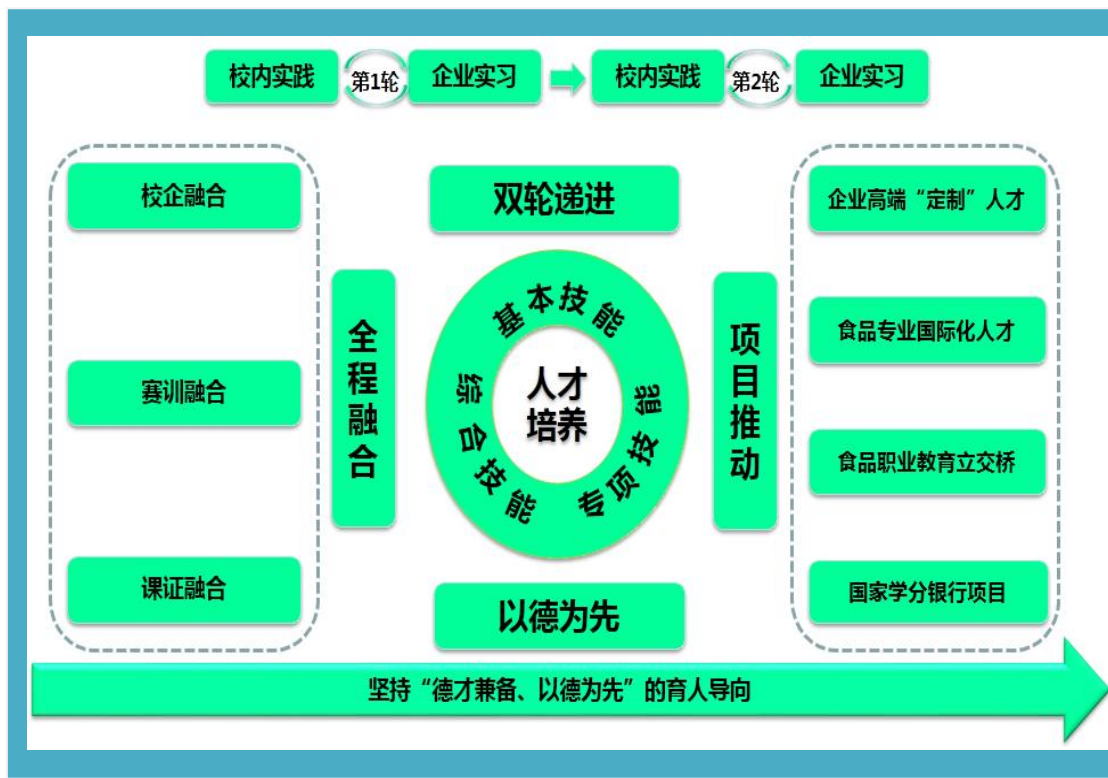 校内实践
第1轮
企业实习
校内实践
第2轮
企业实习
校企融合
赛训融合
课证融合
全程融合
双轮递进
基本技能
综合技能
专项技能
人才
培养
以德为先
项目推动
企业高端“定制”人才
食品专业国际化人才
食品职业教育立交桥
国家学分银行项目
坚持“德才兼备、以德为先”的育人导向